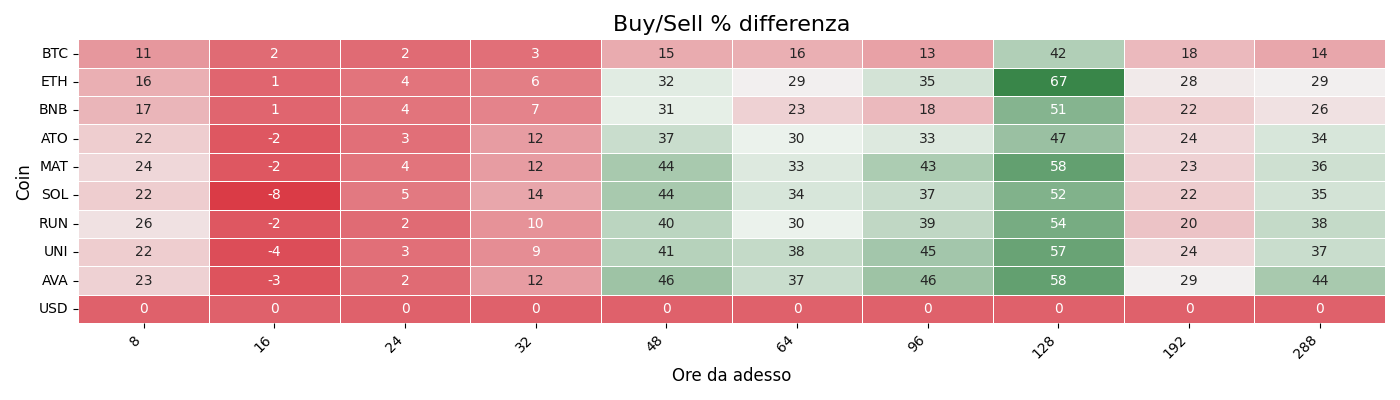 Buy/Sell % differenza
Coin
BTC 11 2 2 3 15 16 13 42 18 14
ETH 16 1 4 6 32 29 35 67 28 29
BNB 17 1 4 7 31 23 18 51 22 26
ATO 22 -2 3 12 37 30 33 47 24 34
MAT 24 -2 4 12 44 33 43 58 23 36
SOL 22 -8 5 14 44 34 37 52 22 35
RUN 26 -2 2 10 40 30 39 54 20 38
UNI 22 -4 3 9 41 38 45 57 24 37
AVA 23 -3 2 12 46 37 46 58 29 44
USD 0 0 0 0 0 0 0 0 0 0
8 16 24 32 48 64 96 128 192 288
Ore da adesso